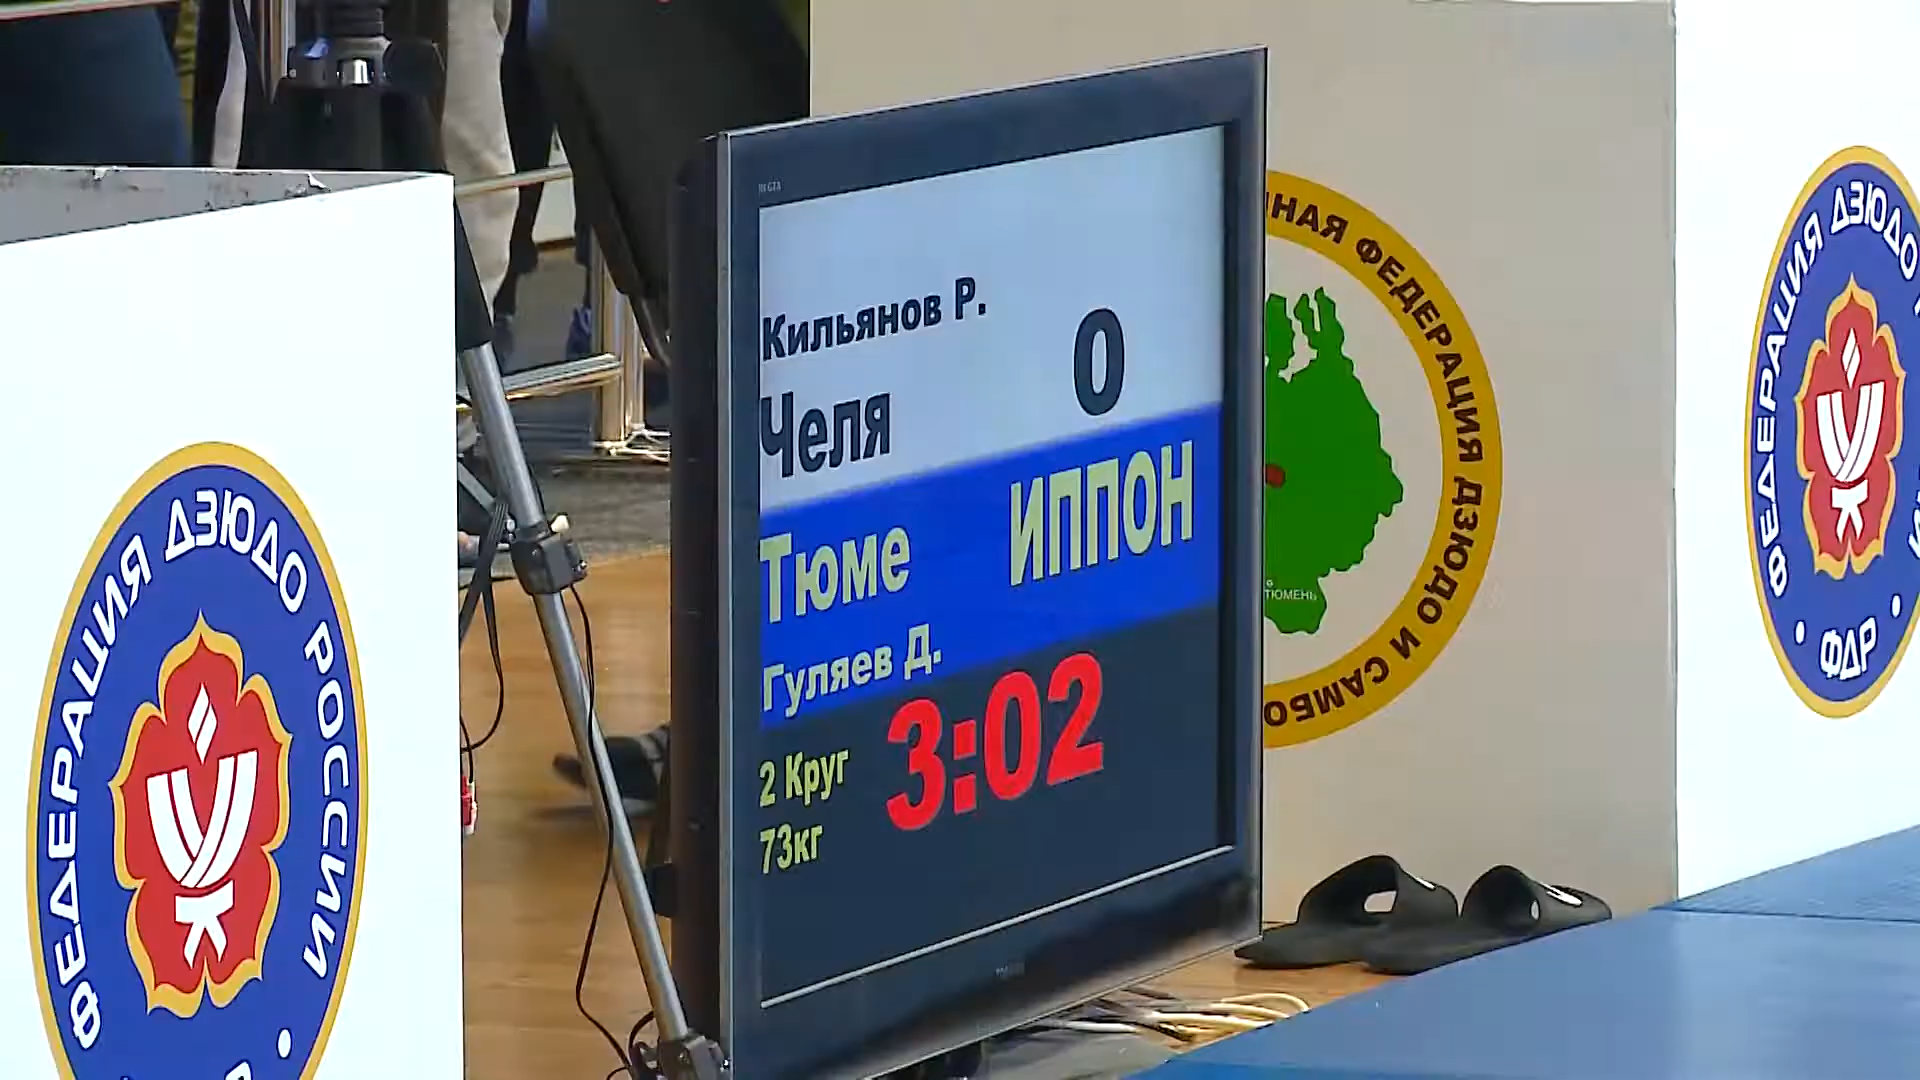 Кильянов Р.
Челя 0
Тюме ИППОН
Гуляев Д.
3:02
2 Круг
73кг
ФЕДЕРАЦИЯ ДЗЮДО РОССИИ
ФЕДЕРАЦИЯ ДЗЮДО
ФДР
ФЕДЕРАЦИЯ ДЗЮДО И САМБО
ТЮМЕНЬ